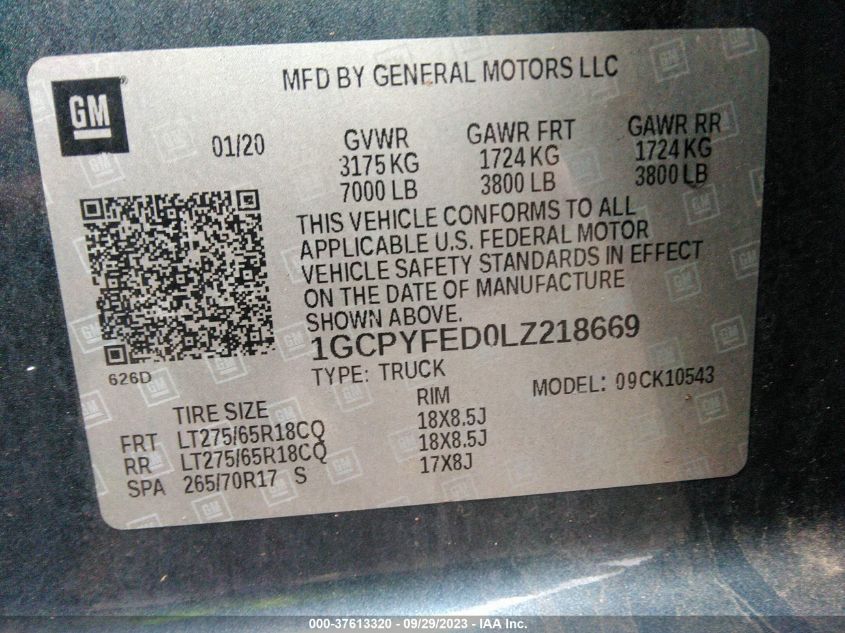 GM
MFD BY GENERAL MOTORS LLC
01/20
GVWR GAWR FRT GAWR RR
3175 KG 1724 KG 1724 KG
7000 LB 3800 LB 3800 LB
THIS VEHICLE CONFORMS TO ALL
APPLICABLE U.S. FEDERAL MOTOR
VEHICLE SAFETY STANDARDS IN EFFECT
ON THE DATE OF MANUFACTURE
SHOWN ABOVE.
1GCPYFED0LZ218669
626D
TYPE: TRUCK
MODEL: 09CK10543
TIRE SIZE RIM
FRT LT275/65R18CQ 18X8.5J
RR LT275/65R18CQ 18X8.5J
SPA 265/70R17 S 17X8J
000-37613320 - 09/29/2023 - IAA Inc.